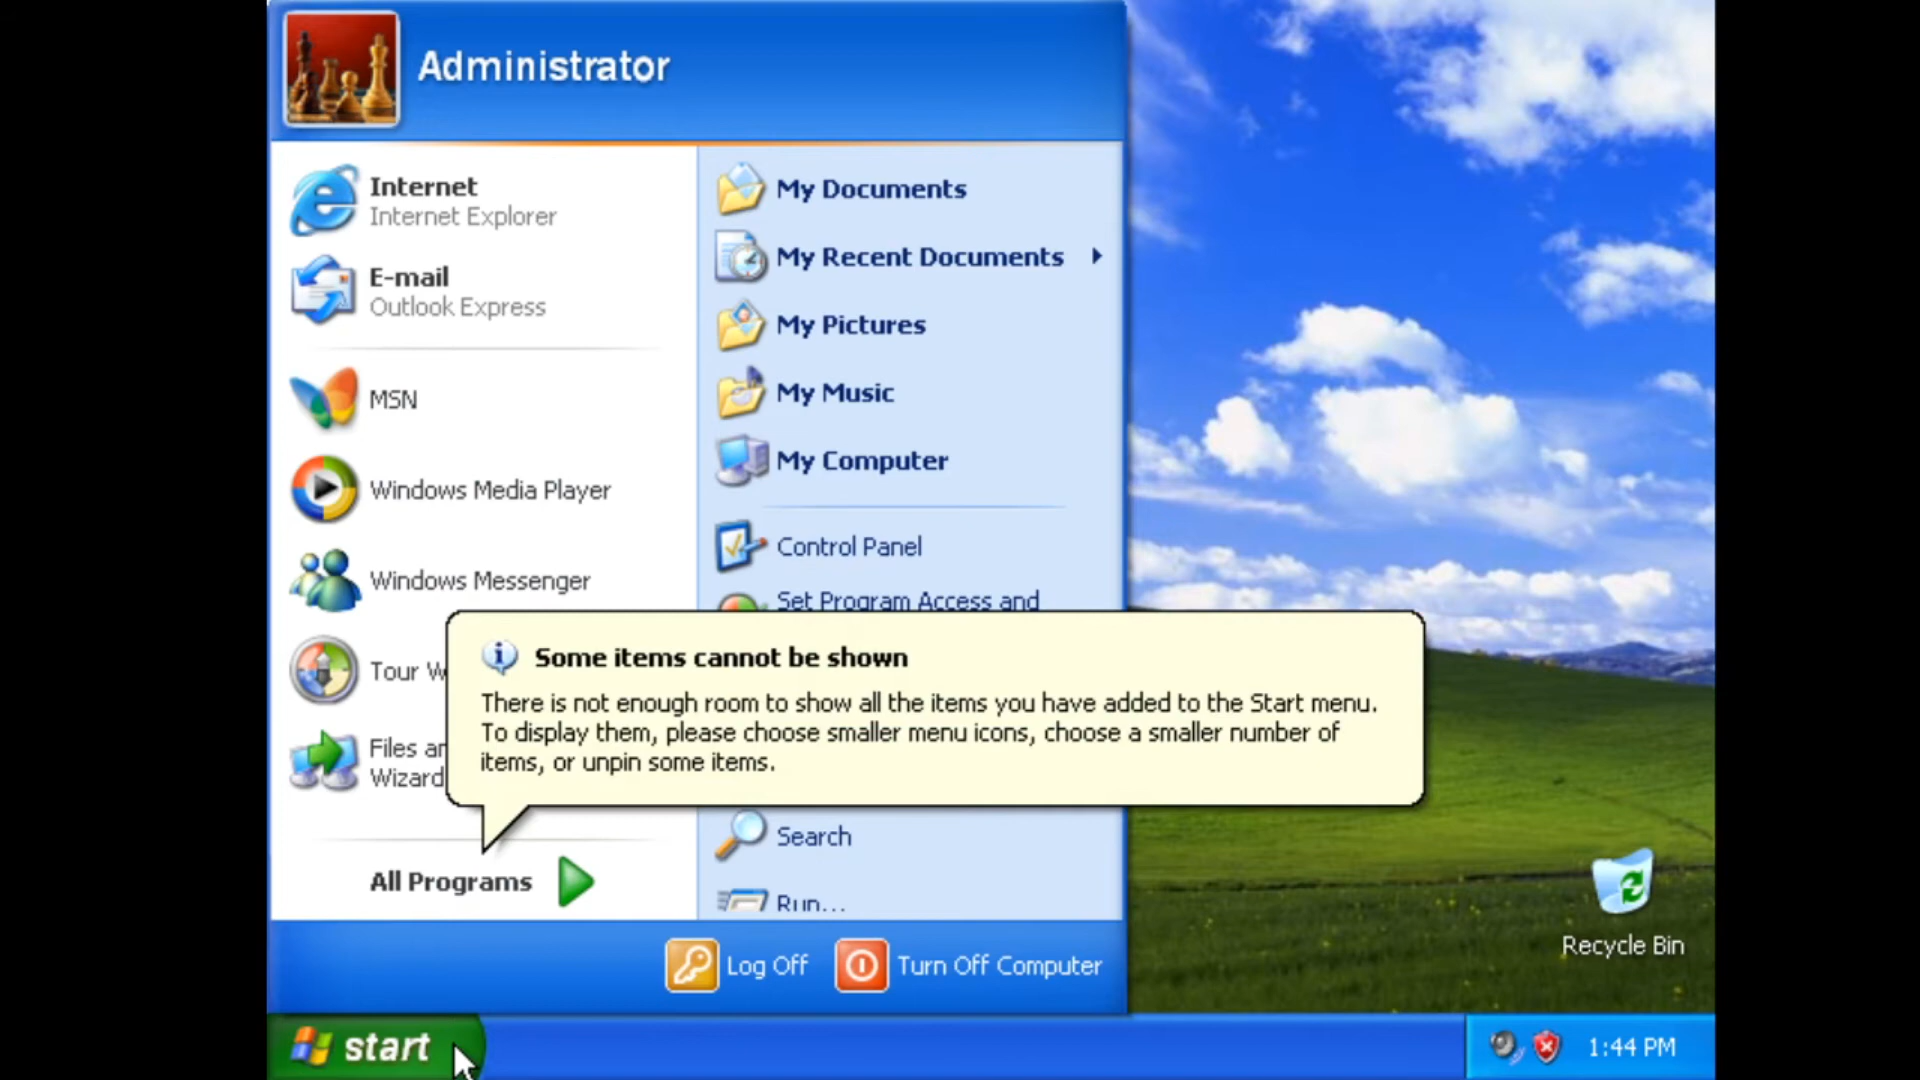 Administrator
Internet
Internet Explorer
E-mail
Outlook Express
MSN
Windows Media Player
Windows Messenger
Tour W
Files ar
Wizard
All Programs
My Documents
My Recent Documents
My Pictures
My Music
My Computer
Control Panel
Set Program Access and
Some items cannot be shown
There is not enough room to show all the items you have added to the Start menu.
To display them, please choose smaller menu icons, choose a smaller number of
items, or unpin some items.
Search
Run...
Log Off
Turn Off Computer
Recycle Bin
start
1:44 PM